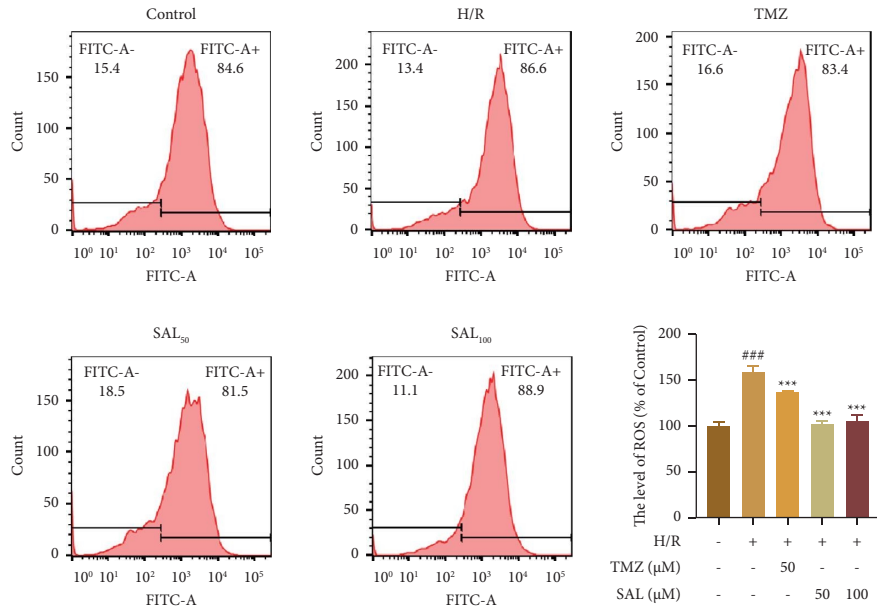 Control
FITC-A-
15.4
FITC-A+
84.6
150
100
50
0
Count
10⁰ 10¹ 10² 10³ 10⁴ 10⁵
FITC-A
H/R
FITC-A-
13.4
FITC-A+
86.6
200
150
100
50
0
Count
10⁰ 10¹ 10² 10³ 10⁴ 10⁵
FITC-A
TMZ
FITC-A-
16.6
FITC-A+
83.4
200
150
100
50
0
Count
10⁰ 10¹ 10² 10³ 10⁴ 10⁵
FITC-A
SAL₅₀
FITC-A-
18.5
FITC-A+
81.5
150
100
50
0
Count
10⁰ 10¹ 10² 10³ 10⁴ 10⁵
FITC-A
SAL₁₀₀
FITC-A-
11.1
FITC-A+
88.9
200
150
100
50
0
Count
10⁰ 10¹ 10² 10³ 10⁴ 10⁵
FITC-A
The level of ROS (% of Control)
200
150
100
50
0
###
***
***
***
H/R - + + + +
TMZ (μM) - - 50 - -
SAL (μM) - - - 50 100